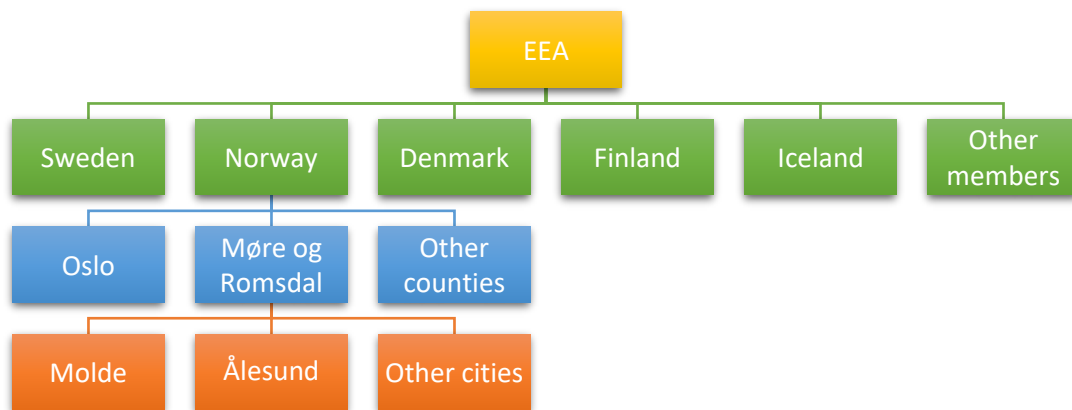 EEA
Sweden
Norway
Denmark
Finland
Iceland
Other
members
Oslo
Møre og
Romsdal
Other
counties
Molde
Ålesund
Other cities